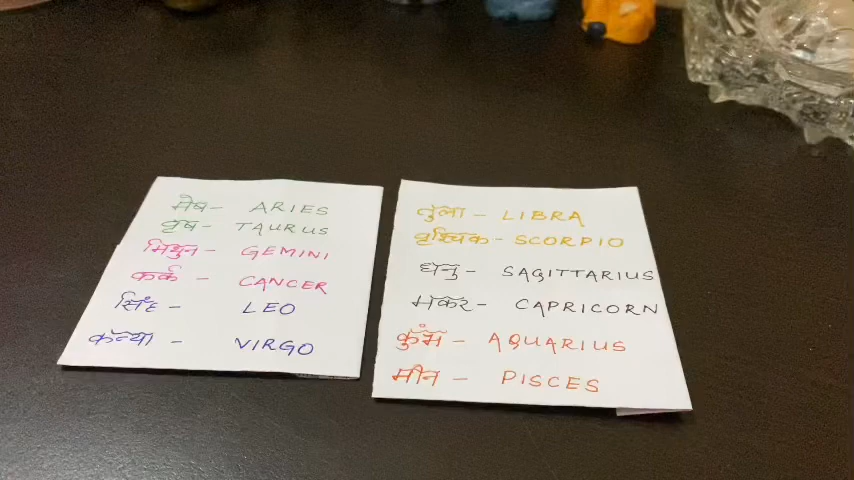 मेष - ARIES
वृष - TAURUS
मिथुन - GEMINI
कर्क - CANCER
सिंह - LEO
कन्या - VIRGO
तुला - LIBRA
वृश्चिक - SCORPIO
धनु - SAGITTARIUS
मकर - CAPRICORN
कुंभ - AQUARIUS
मीन - PISCES